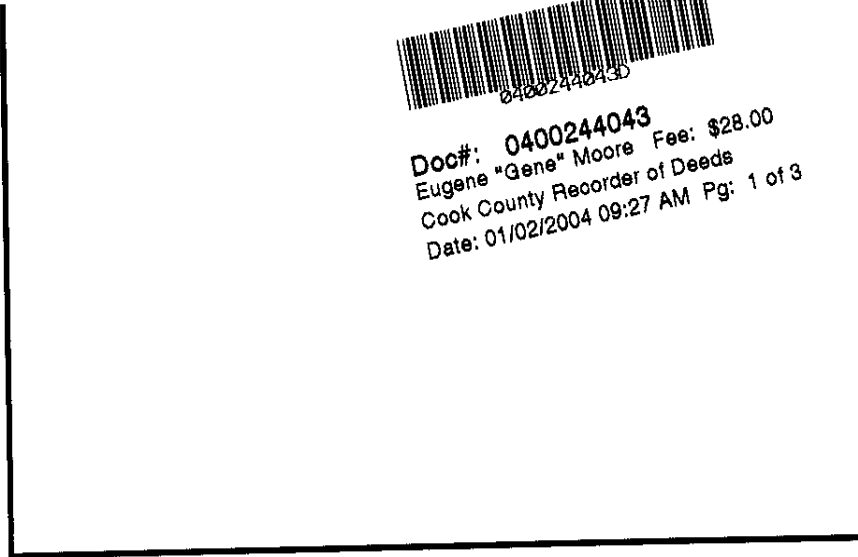 0400244043D
Doc#: 0400244043
Eugene "Gene" Moore Fee: $28.00
Cook County Recorder of Deeds
Date: 01/02/2004 09:27 AM Pg: 1 of 3